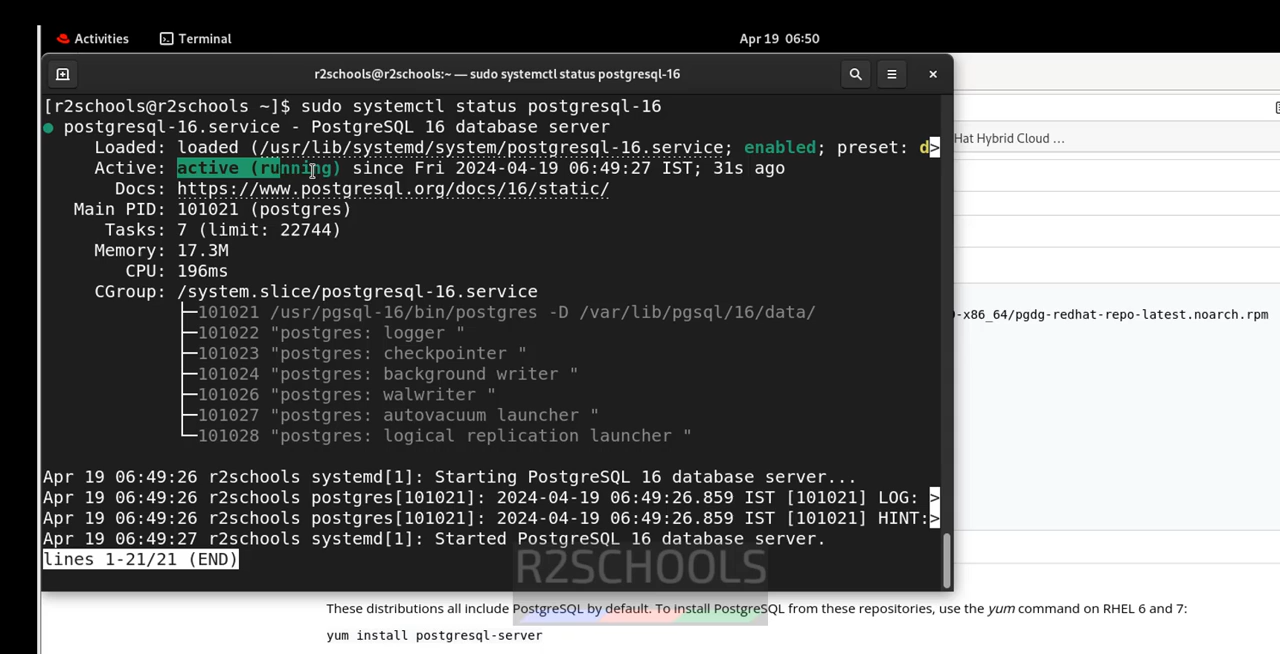 Activities
Terminal
Apr 19 06:50
r2schools@r2schools:~ — sudo systemctl status postgresql-16
[r2schools@r2schools ~]$ sudo systemctl status postgresql-16
● postgresql-16.service - PostgreSQL 16 database server
Loaded: loaded (/usr/lib/systemd/system/postgresql-16.service; enabled; preset: d>
Active: active (running) since Fri 2024-04-19 06:49:27 IST; 31s ago
Docs: https://www.postgresql.org/docs/16/static/
Main PID: 101021 (postgres)
Tasks: 7 (limit: 22744)
Memory: 17.3M
CPU: 196ms
CGroup: /system.slice/postgresql-16.service
├─101021 /usr/pgsql-16/bin/postgres -D /var/lib/pgsql/16/data/
├─101022 "postgres: logger "
├─101023 "postgres: checkpointer "
├─101024 "postgres: background writer "
├─101026 "postgres: walwriter "
├─101027 "postgres: autovacuum launcher "
└─101028 "postgres: logical replication launcher "
Apr 19 06:49:26 r2schools systemd[1]: Starting PostgreSQL 16 database server...
Apr 19 06:49:26 r2schools postgres[101021]: 2024-04-19 06:49:26.859 IST [101021] LOG: >
Apr 19 06:49:26 r2schools postgres[101021]: 2024-04-19 06:49:26.859 IST [101021] HINT:>
Apr 19 06:49:27 r2schools systemd[1]: Started PostgreSQL 16 database server.
lines 1-21/21 (END)
R2SCHOOLS
Hat Hybrid Cloud ...
-x86_64/pgdg-redhat-repo-latest.noarch.rpm
These distributions all include PostgreSQL by default. To install PostgreSQL from these repositories, use the yum command on RHEL 6 and 7:
yum install postgresql-server